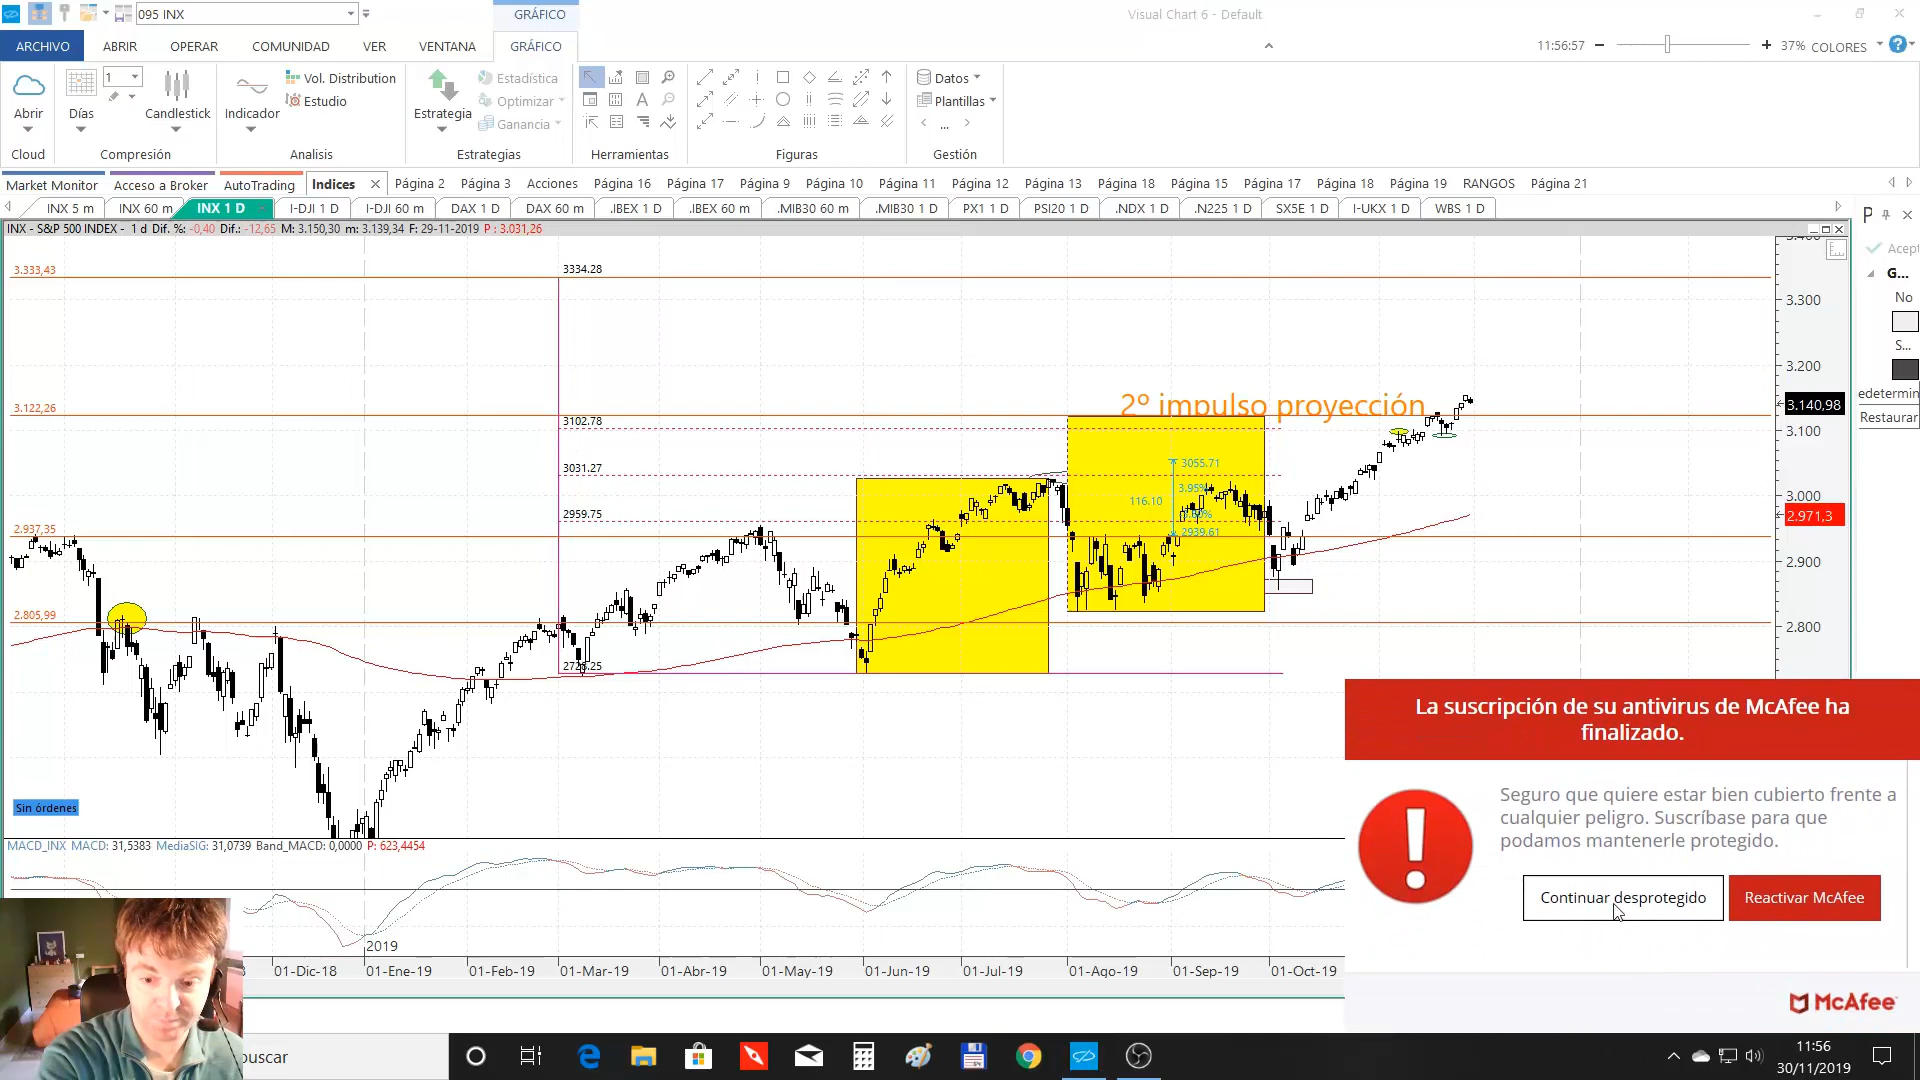 095 INX
GRÁFICO
Visual Chart 6 - Default
ARCHIVO
ABRIR
OPERAR
COMUNIDAD
VER
VENTANA
GRÁFICO
11:56:57
37%
COLORES
1
Vol. Distribution
Estudio
Estadística
Optimizar
Ganancia
Datos
Plantillas
...
Abrir
Días
Candlestick
Indicador
Estrategia
Cloud
Compresión
Analisis
Estrategias
Herramientas
Figuras
Gestión
Market Monitor
Acceso a Broker
AutoTrading
Indices
Página 2
Página 3
Acciones
Página 16
Página 17
Página 9
Página 10
Página 11
Página 12
Página 13
Página 18
Página 15
Página 17
Página 18
Página 19
RANGOS
Página 21
INX 5 m
INX 60 m
INX 1 D
I-DJI 1 D
I-DJI 60 m
DAX 1 D
DAX 60 m
.IBEX 1 D
.IBEX 60 m
.MIB30 60 m
.MIB30 1 D
PX1 1 D
PSI20 1 D
.NDX 1 D
.N225 1 D
SX5E 1 D
I-UKX 1 D
WBS 1 D
INX - S&P 500 INDEX - 1 d Dif. %: -0,40 Dif.: -12,65 M: 3.150,30 m: 3.139,34 F: 29-11-2019 P : 3.031,26
3.333,43
3334.28
3.122,26
3102.78
3031.27
2.937,35
2959.75
2.805,99
2728.25
2º impulso proyección
3055.71
116.10
3.95%
2939.61
3.400
3.300
3.200
3.140,98
3.100
3.000
2.971,3
2.900
2.800
P
Acept
G...
No
S...
edetermin
Restaurar
Sin órdenes
MACD_INX MACD: 31,5383 MediaSIG: 31,0739 Band_MACD: 0,0000 P: 623,4454
2019
01-Dic-18
01-Ene-19
01-Feb-19
01-Mar-19
01-Abr-19
01-May-19
01-Jun-19
01-Jul-19
01-Ago-19
01-Sep-19
01-Oct-19
La suscripción de su antivirus de McAfee ha
finalizado.
Seguro que quiere estar bien cubierto frente a
cualquier peligro. Suscríbase para que
podamos mantenerle protegido.
Continuar desprotegido
Reactivar McAfee
McAfee
buscar
11:56
30/11/2019